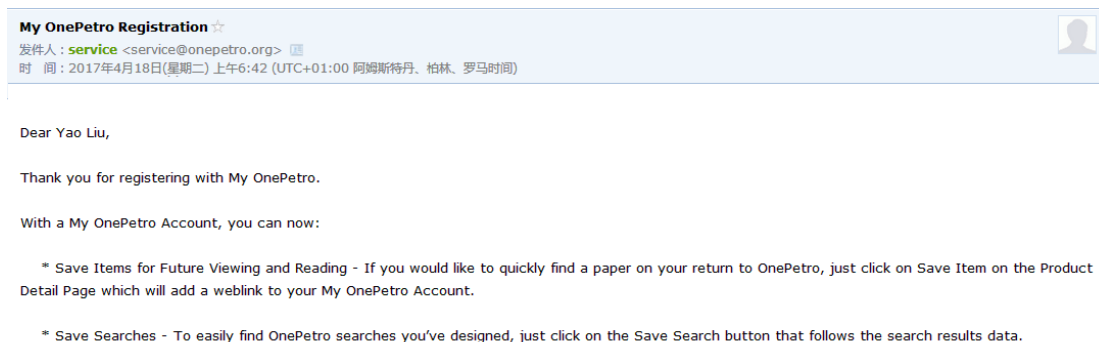 My OnePetro Registration ☆
发件人：service <service@onepetro.org>
时 间：2017年4月18日(星期二) 上午6:42 (UTC+01:00 阿姆斯特丹、柏林、罗马时间)
Dear Yao Liu,
Thank you for registering with My OnePetro.
With a My OnePetro Account, you can now:
* Save Items for Future Viewing and Reading - If you would like to quickly find a paper on your return to OnePetro, just click on Save Item on the Product
Detail Page which will add a weblink to your My OnePetro Account.
* Save Searches - To easily find OnePetro searches you've designed, just click on the Save Search button that follows the search results data.